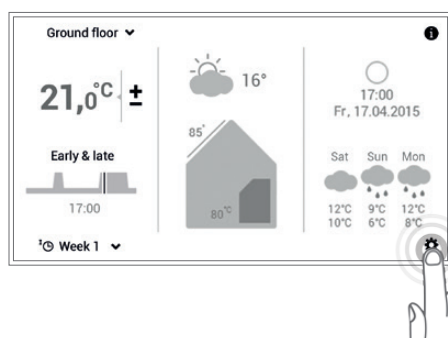 Ground floor
i
21,0°C ±
16°
17:00
Fr, 17.04.2015
85°
Early & late
17:00
80°C
Sat Sun Mon
12°C 9°C 12°C
10°C 6°C 8°C
Week 1